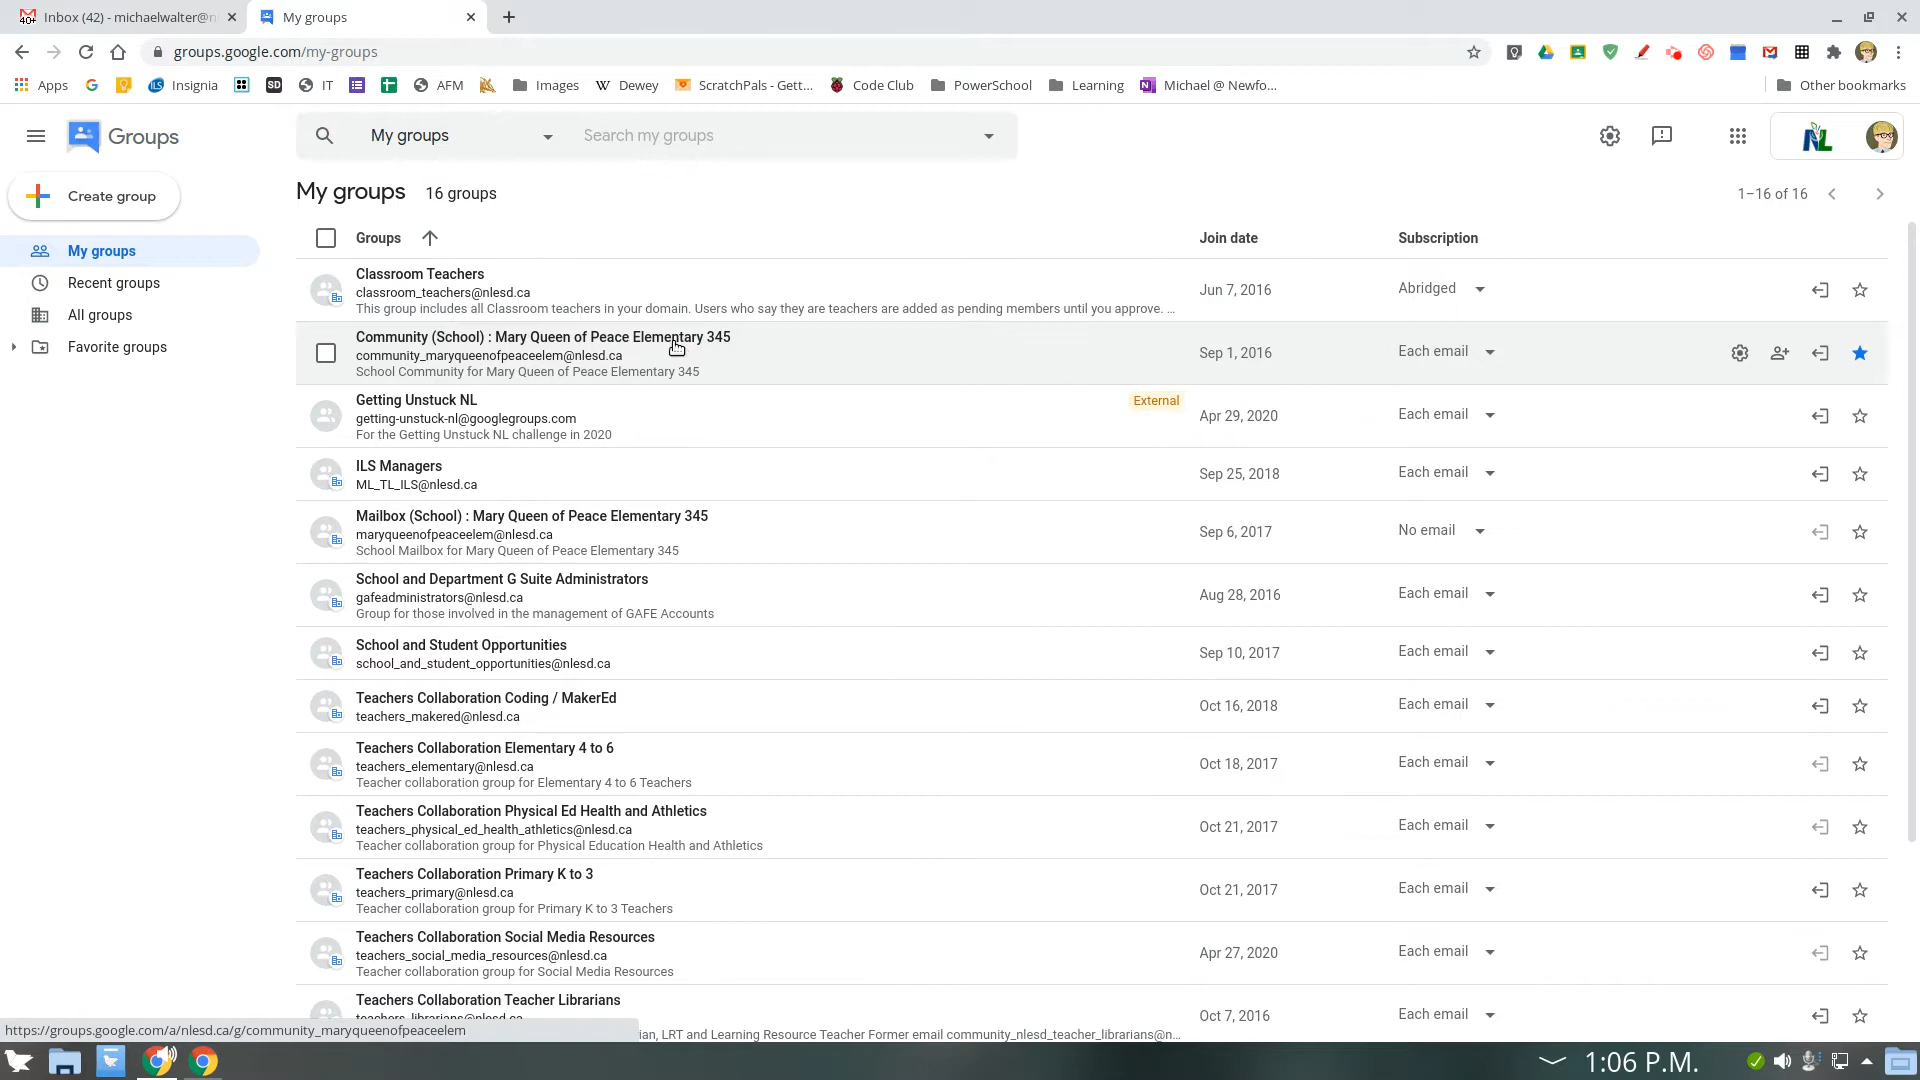 40+ Inbox (42) - michaelwalter@n
My groups
groups.google.com/my-groups
Apps
Insignia
SD
IT
AFM
Images
W Dewey
ScratchPals - Gett...
Code Club
PowerSchool
Learning
Michael @ Newfo...
Other bookmarks
Groups
My groups
Search my groups
NL
Create group
My groups 16 groups
1–16 of 16
My groups
Recent groups
All groups
Favorite groups
Groups Join date Subscription
Classroom Teachers
classroom_teachers@nlesd.ca
This group includes all Classroom teachers in your domain. Users who say they are teachers are added as pending members until you approve. ...
Jun 7, 2016 Abridged
Community (School) : Mary Queen of Peace Elementary 345
community_maryqueenofpeaceelem@nlesd.ca
School Community for Mary Queen of Peace Elementary 345
Sep 1, 2016 Each email
Getting Unstuck NL
getting-unstuck-nl@googlegroups.com
For the Getting Unstuck NL challenge in 2020
External
Apr 29, 2020 Each email
ILS Managers
ML_TL_ILS@nlesd.ca
Sep 25, 2018 Each email
Mailbox (School) : Mary Queen of Peace Elementary 345
maryqueenofpeaceelem@nlesd.ca
School Mailbox for Mary Queen of Peace Elementary 345
Sep 6, 2017 No email
School and Department G Suite Administrators
gafeadministrators@nlesd.ca
Group for those involved in the management of GAFE Accounts
Aug 28, 2016 Each email
School and Student Opportunities
school_and_student_opportunities@nlesd.ca
Sep 10, 2017 Each email
Teachers Collaboration Coding / MakerEd
teachers_makered@nlesd.ca
Oct 16, 2018 Each email
Teachers Collaboration Elementary 4 to 6
teachers_elementary@nlesd.ca
Teacher collaboration group for Elementary 4 to 6 Teachers
Oct 18, 2017 Each email
Teachers Collaboration Physical Ed Health and Athletics
teachers_physical_ed_health_athletics@nlesd.ca
Teacher collaboration group for Physical Education Health and Athletics
Oct 21, 2017 Each email
Teachers Collaboration Primary K to 3
teachers_primary@nlesd.ca
Teacher collaboration group for Primary K to 3 Teachers
Oct 21, 2017 Each email
Teachers Collaboration Social Media Resources
teachers_social_media_resources@nlesd.ca
Teacher collaboration group for Social Media Resources
Apr 27, 2020 Each email
Teachers Collaboration Teacher Librarians
teachers_librarians@nlesd.ca
ian, LRT and Learning Resource Teacher Former email community_nlesd_teacher_librarians@n...
Oct 7, 2016 Each email
https://groups.google.com/a/nlesd.ca/g/community_maryqueenofpeaceelem
1:06 P.M.